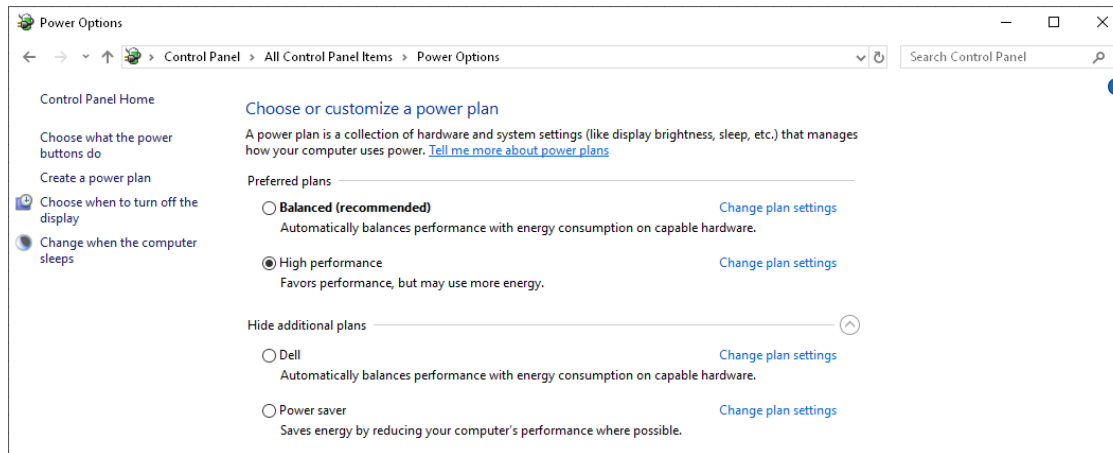 Power Options
Control Panel > All Control Panel Items > Power Options
Search Control Panel
Control Panel Home
Choose what the power
buttons do
Create a power plan
Choose when to turn off the
display
Change when the computer
sleeps
Choose or customize a power plan
A power plan is a collection of hardware and system settings (like display brightness, sleep, etc.) that manages
how your computer uses power. Tell me more about power plans
Preferred plans
Balanced (recommended) Change plan settings
Automatically balances performance with energy consumption on capable hardware.
High performance Change plan settings
Favors performance, but may use more energy.
Hide additional plans
Dell Change plan settings
Automatically balances performance with energy consumption on capable hardware.
Power saver Change plan settings
Saves energy by reducing your computer's performance where possible.